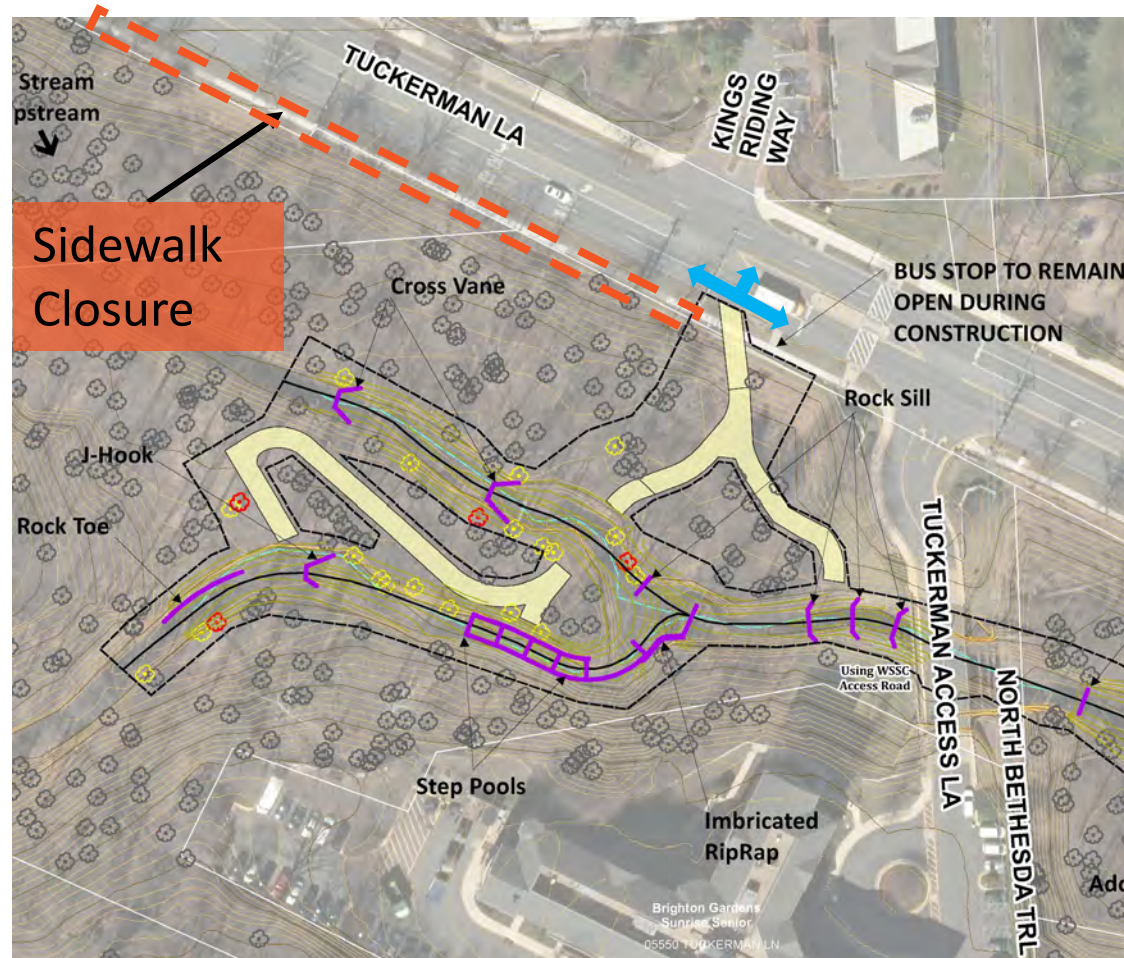 TUCKERMAN LA
KINGS
RIDING
WAY
Stream
pstream
Sidewalk
Closure
Cross Vane
BUS STOP TO REMAIN
OPEN DURING
CONSTRUCTION
Rock Sill
J-Hook
Rock Toe
TUCKERMAN ACCESS LA
NORTH BETHESDA TRL
Using WSSC
Access Road
Step Pools
Imbricated
RipRap
Add
Brighton Gardens
Sunrise Senior
05550 TUCKERMAN LN